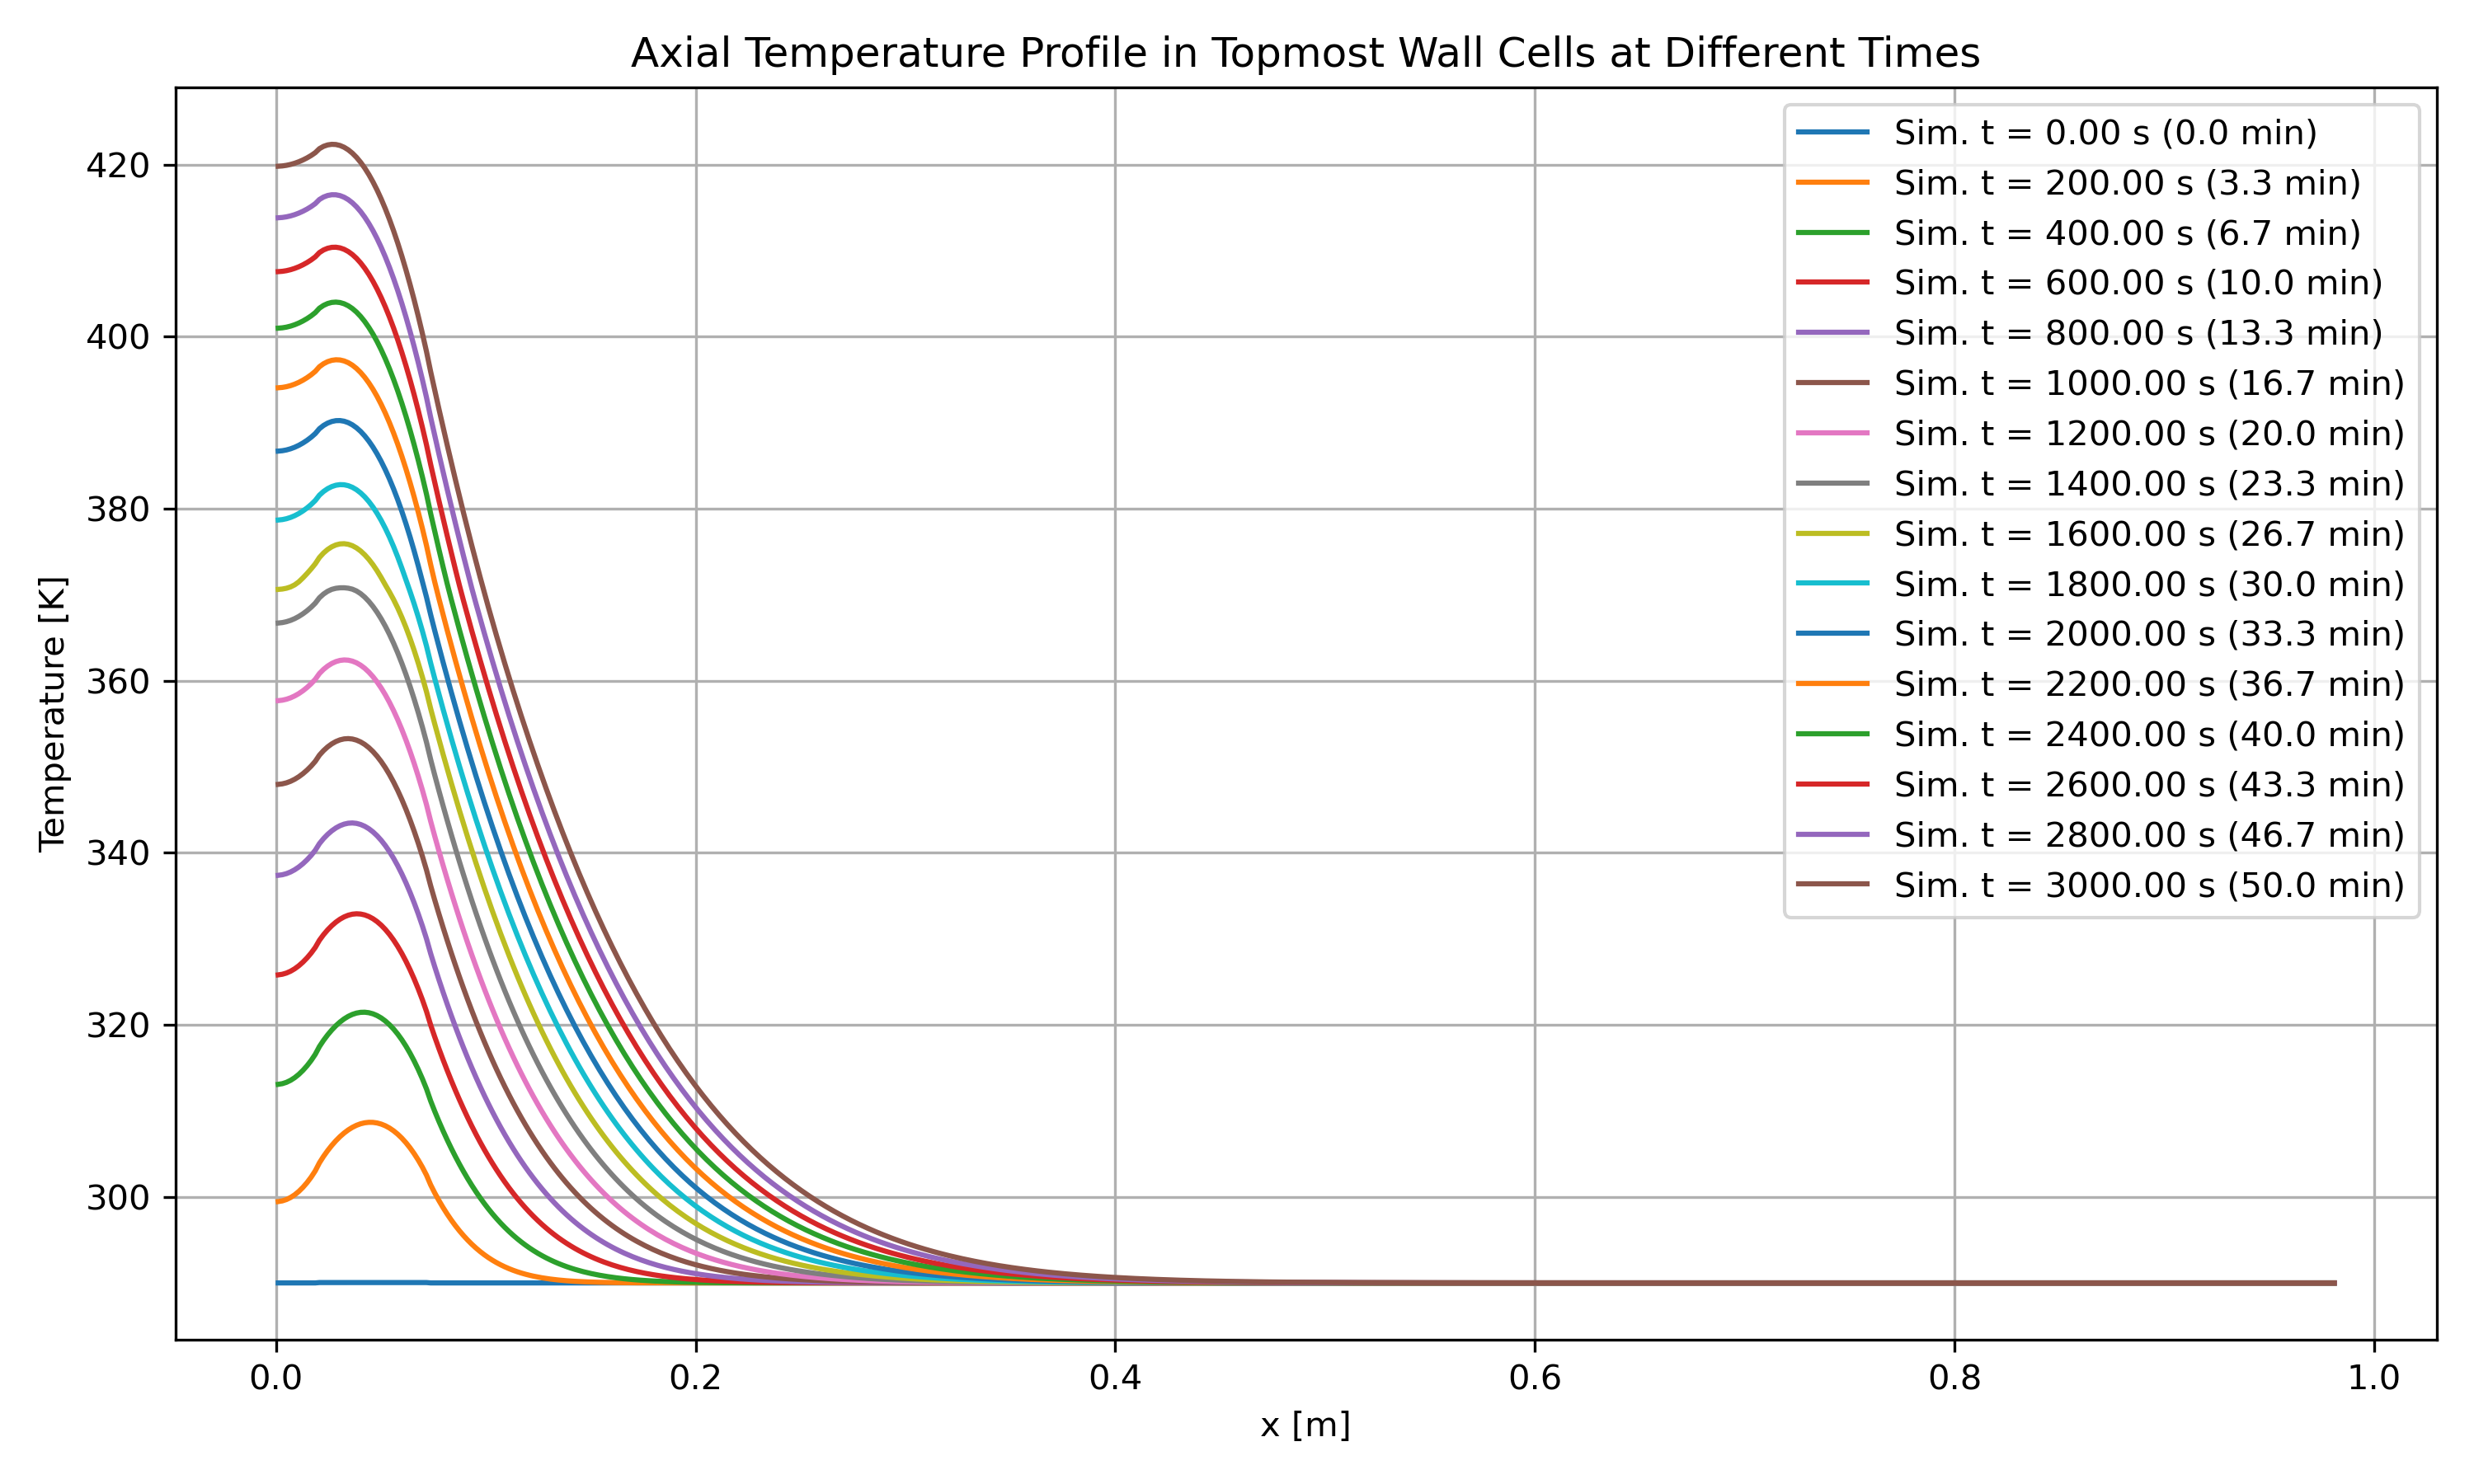 Axial Temperature Profile in Topmost Wall Cells at Different Times
Temperature [K]
420
400
380
360
340
320
300
0.0 0.2 0.4 0.6 0.8 1.0
x [m]
Sim. t = 0.00 s (0.0 min)
Sim. t = 200.00 s (3.3 min)
Sim. t = 400.00 s (6.7 min)
Sim. t = 600.00 s (10.0 min)
Sim. t = 800.00 s (13.3 min)
Sim. t = 1000.00 s (16.7 min)
Sim. t = 1200.00 s (20.0 min)
Sim. t = 1400.00 s (23.3 min)
Sim. t = 1600.00 s (26.7 min)
Sim. t = 1800.00 s (30.0 min)
Sim. t = 2000.00 s (33.3 min)
Sim. t = 2200.00 s (36.7 min)
Sim. t = 2400.00 s (40.0 min)
Sim. t = 2600.00 s (43.3 min)
Sim. t = 2800.00 s (46.7 min)
Sim. t = 3000.00 s (50.0 min)